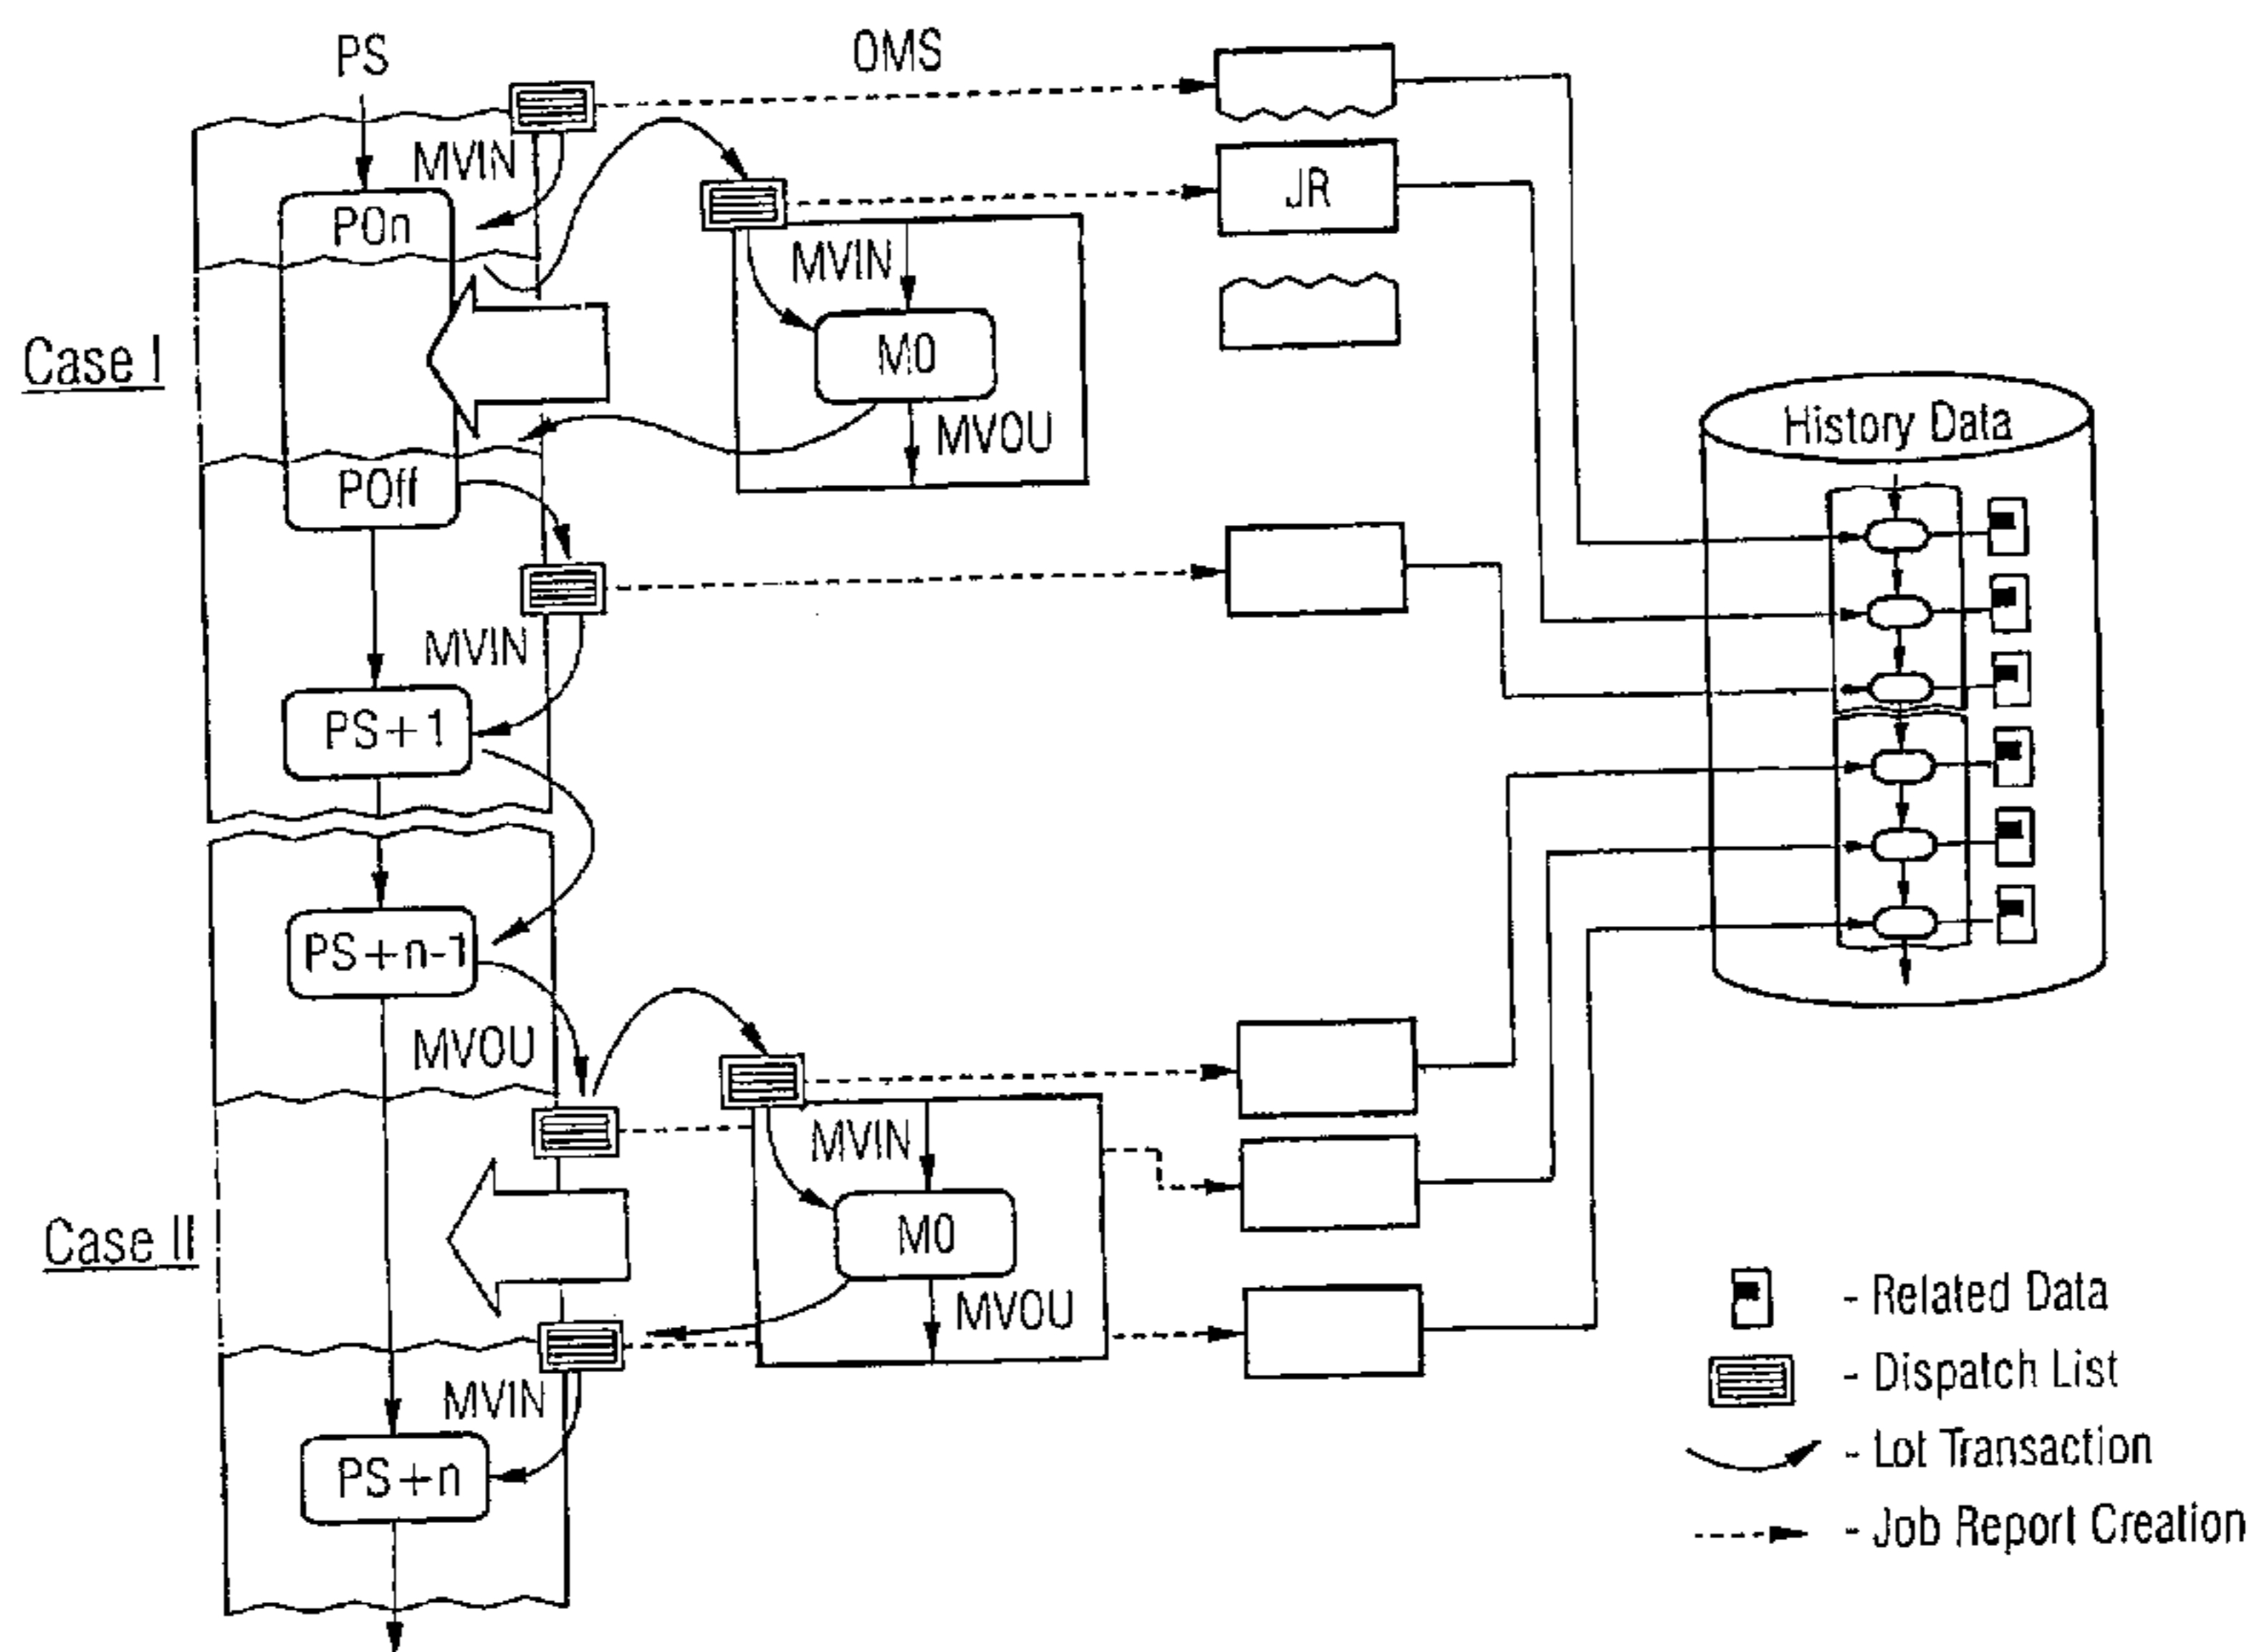 PS
OMS
MVIN
POn
JR
MVIN
Case I
M0
MVOU
History Data
POff
MVIN
PS+1
PS+n-1
MVOU
MVIN
Case II
M0
MVOU
MVIN
PS+n
- Related Data
- Dispatch List
- Lot Transaction
- Job Report Creation